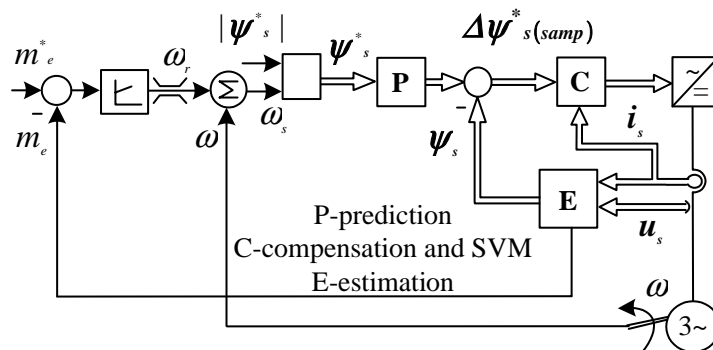 |ψ*s|
m*e
ωr
ψ*s
Δψ*s(samp)
Σ
P
C
~
=
-
me
ω
ωs
-
ψs
is
E
us
P-prediction
C-compensation and SVM
E-estimation
ω
3~